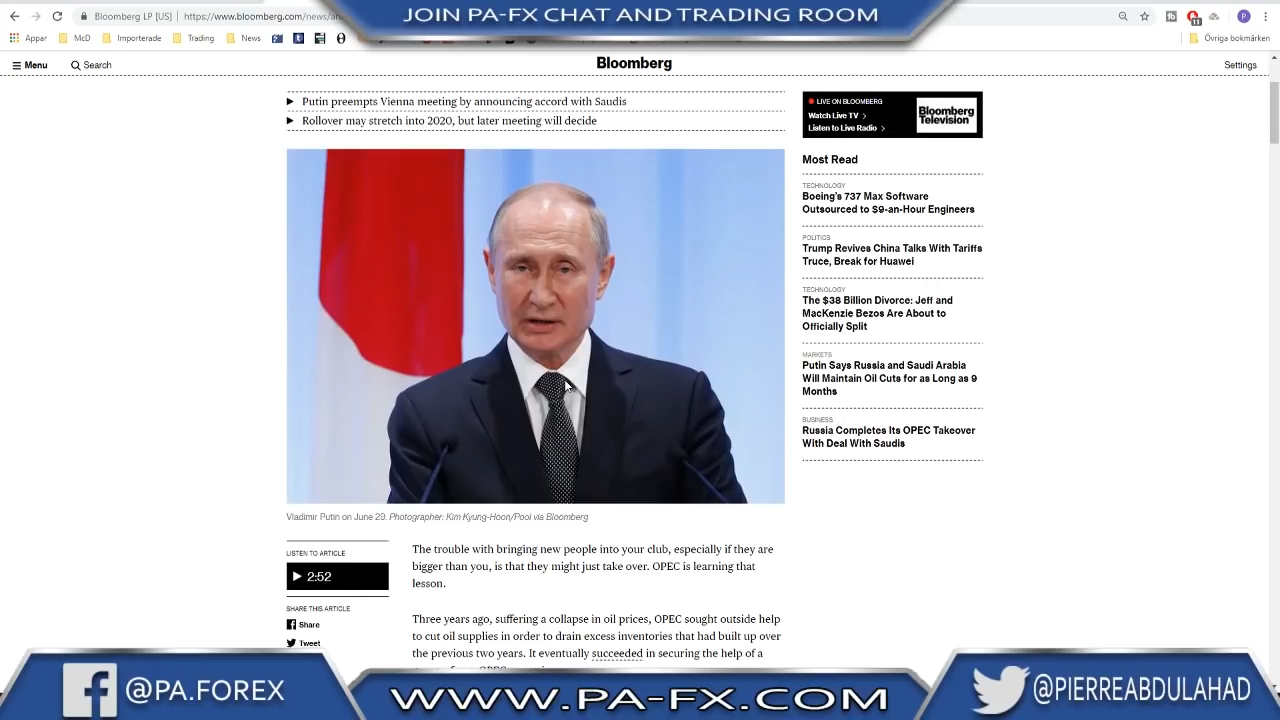 JOIN PA-FX CHAT AND TRADING ROOM
Bloomberg LP [US] | https://www.bloomberg.com/news/ar
Appar McD Importerade Trading News Övriga bokmärken
Menu Search Bloomberg Settings
Putin preempts Vienna meeting by announcing accord with Saudis
Rollover may stretch into 2020, but later meeting will decide
LIVE ON BLOOMBERG
Watch Live TV
Listen to Live Radio
Bloomberg
Television
Most Read
TECHNOLOGY
Boeing's 737 Max Software
Outsourced to $9-an-Hour Engineers
POLITICS
Trump Revives China Talks With Tariffs
Truce, Break for Huawei
TECHNOLOGY
The $38 Billion Divorce: Jeff and
MacKenzie Bezos Are About to
Officially Split
MARKETS
Putin Says Russia and Saudi Arabia
Will Maintain Oil Cuts for as Long as 9
Months
BUSINESS
Russia Completes Its OPEC Takeover
With Deal With Saudis
Vladimir Putin on June 29. Photographer: Kim Kyung-Hoon/Pool via Bloomberg
LISTEN TO ARTICLE
2:52
SHARE THIS ARTICLE
Share
Tweet
The trouble with bringing new people into your club, especially if they are
bigger than you, is that they might just take over. OPEC is learning that
lesson.
Three years ago, suffering a collapse in oil prices, OPEC sought outside help
to cut oil supplies in order to drain excess inventories that had built up over
the previous two years. It eventually succeeded in securing the help of a
@PA.FOREX
WWW.PA-FX.COM
@PIERREABDULAHAD